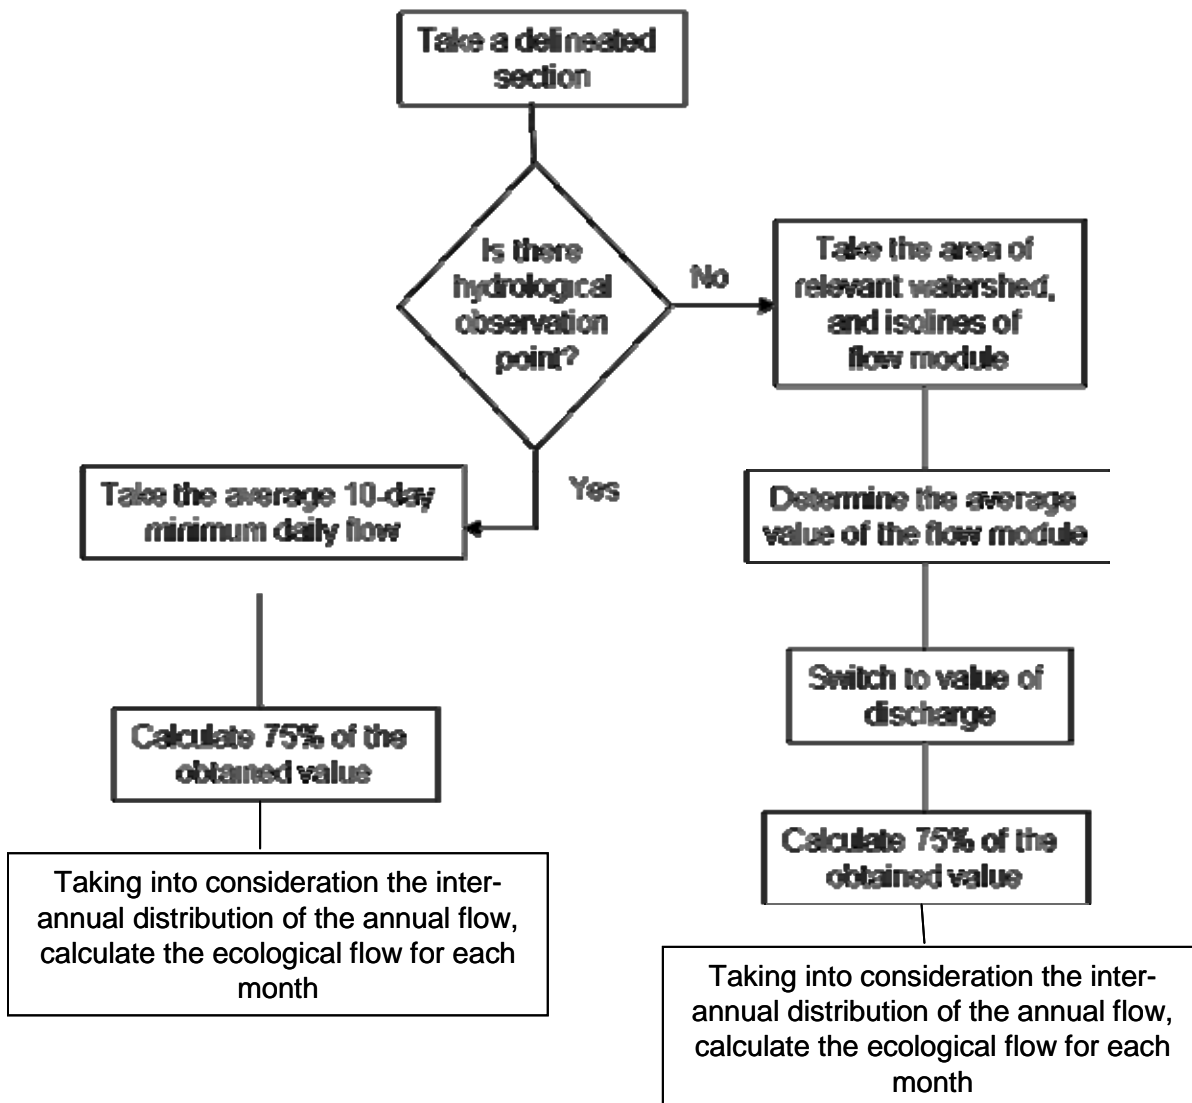 Take a delineated
section
Is there
hydrological
observation
point?
No
Take the area of
relevant watershed,
and isolines of
flow module
Yes
Take the average 10-day
minimum daily flow
Determine the average
value of the flow module
Switch to value of
discharge
Calculate 75% of the
obtained value
Calculate 75% of the
obtained value
Taking into consideration the inter-
annual distribution of the annual flow,
calculate the ecological flow for each
month
Taking into consideration the inter-
annual distribution of the annual flow,
calculate the ecological flow for each
month